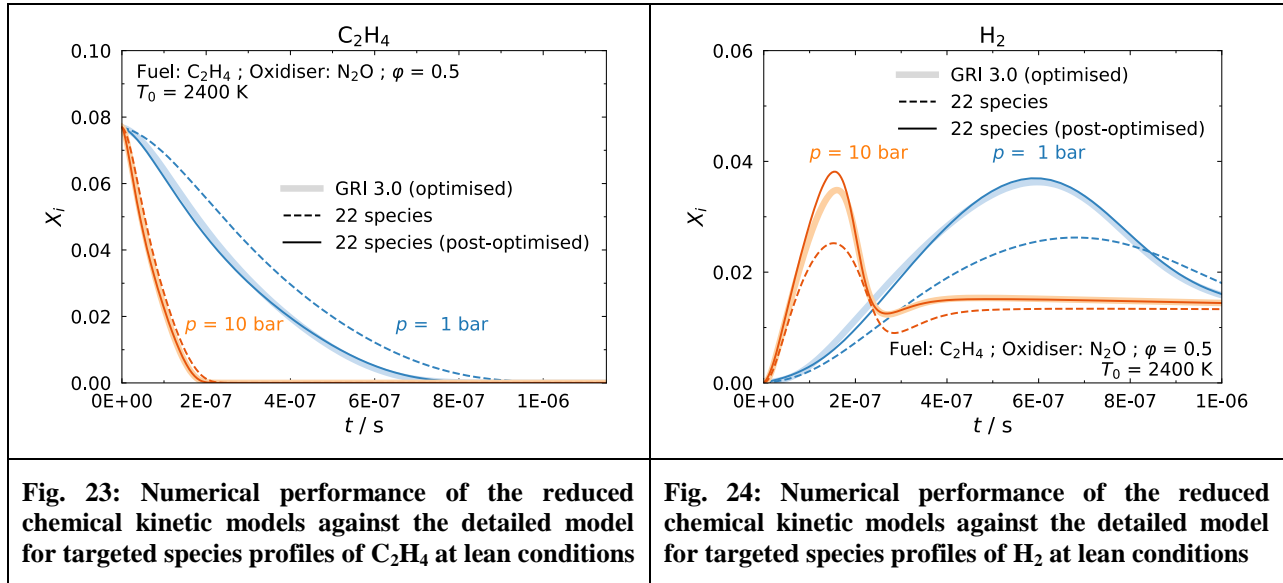 C₂H₄
0.10
0.08
0.06
0.04
0.02
0.00
Xᵢ
Fuel: C₂H₄ ; Oxidiser: N₂O ; φ = 0.5
T₀ = 2400 K
GRI 3.0 (optimised)
22 species
22 species (post-optimised)
p = 10 bar
p = 1 bar
0E+00 2E-07 4E-07 6E-07 8E-07 1E-06
t / s
H₂
0.06
0.04
0.02
0.00
Xᵢ
GRI 3.0 (optimised)
22 species
22 species (post-optimised)
p = 10 bar
p = 1 bar
Fuel: C₂H₄ ; Oxidiser: N₂O ; φ = 0.5
T₀ = 2400 K
0E+00 2E-07 4E-07 6E-07 8E-07 1E-06
t / s
Fig. 23: Numerical performance of the reduced
chemical kinetic models against the detailed model
for targeted species profiles of C₂H₄ at lean conditions
Fig. 24: Numerical performance of the reduced
chemical kinetic models against the detailed model
for targeted species profiles of H₂ at lean conditions